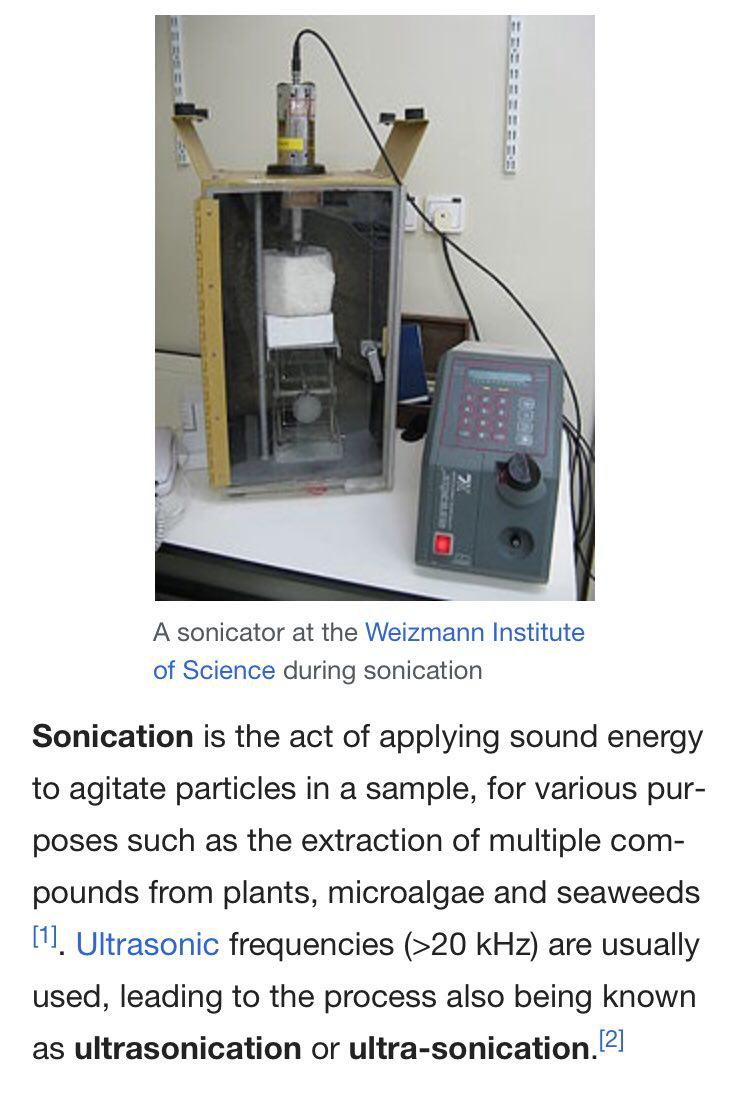 A sonicator at the Weizmann Institute
of Science during sonication
Sonication is the act of applying sound energy
to agitate particles in a sample, for various pur-
poses such as the extraction of multiple com-
pounds from plants, microalgae and seaweeds
[1]. Ultrasonic frequencies (>20 kHz) are usually
used, leading to the process also being known
as ultrasonication or ultra-sonication.[2]